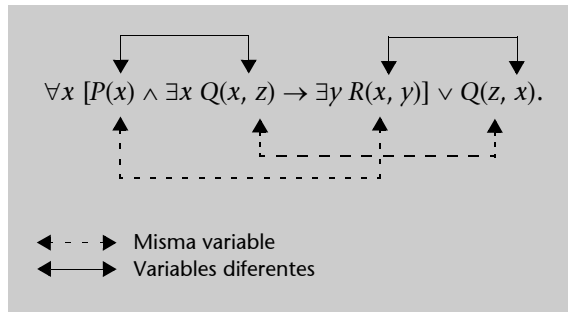 ∀x [P(x) ∧ ∃x Q(x, z) → ∃y R(x, y)] ∨ Q(z, x).
Misma variable
Variables diferentes